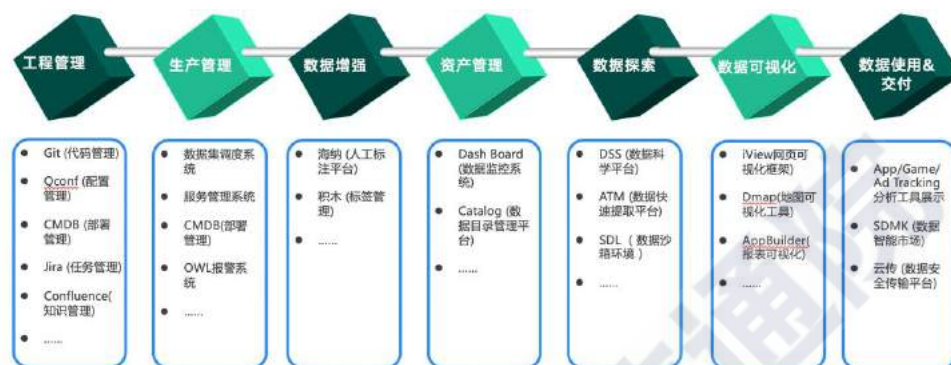 工程管理
生产管理
数据增强
资产管理
数据探索
数据可视化
数据使用&
交付
Git (代码管理)
Qconf (配置
管理)
CMDB (部署
管理)
Jira (任务管理)
Confluence(
知识管理)
......
数据集调度系
统
服务管理系统
CMDB(部署
管理)
OWL报警系
统
......
海纳 (人工标
注平台)
积木 (标签管
理)
......
Dash Board
(数据监控系
统)
Catalog (数
据目录管理平
台)
......
DSS (数据科
学平台)
ATM (数据快
速提取平台)
SDL ( 数据沙
箱环境 )
......
iView网页可
视化框架)
Dmap(地图可
视化工具)
AppBuilder(
报表可视化)
......
App/Game/
Ad Tracking
分析工具展示
SDMK (数据
智能市场)
云传 (数据安
全传输平台)